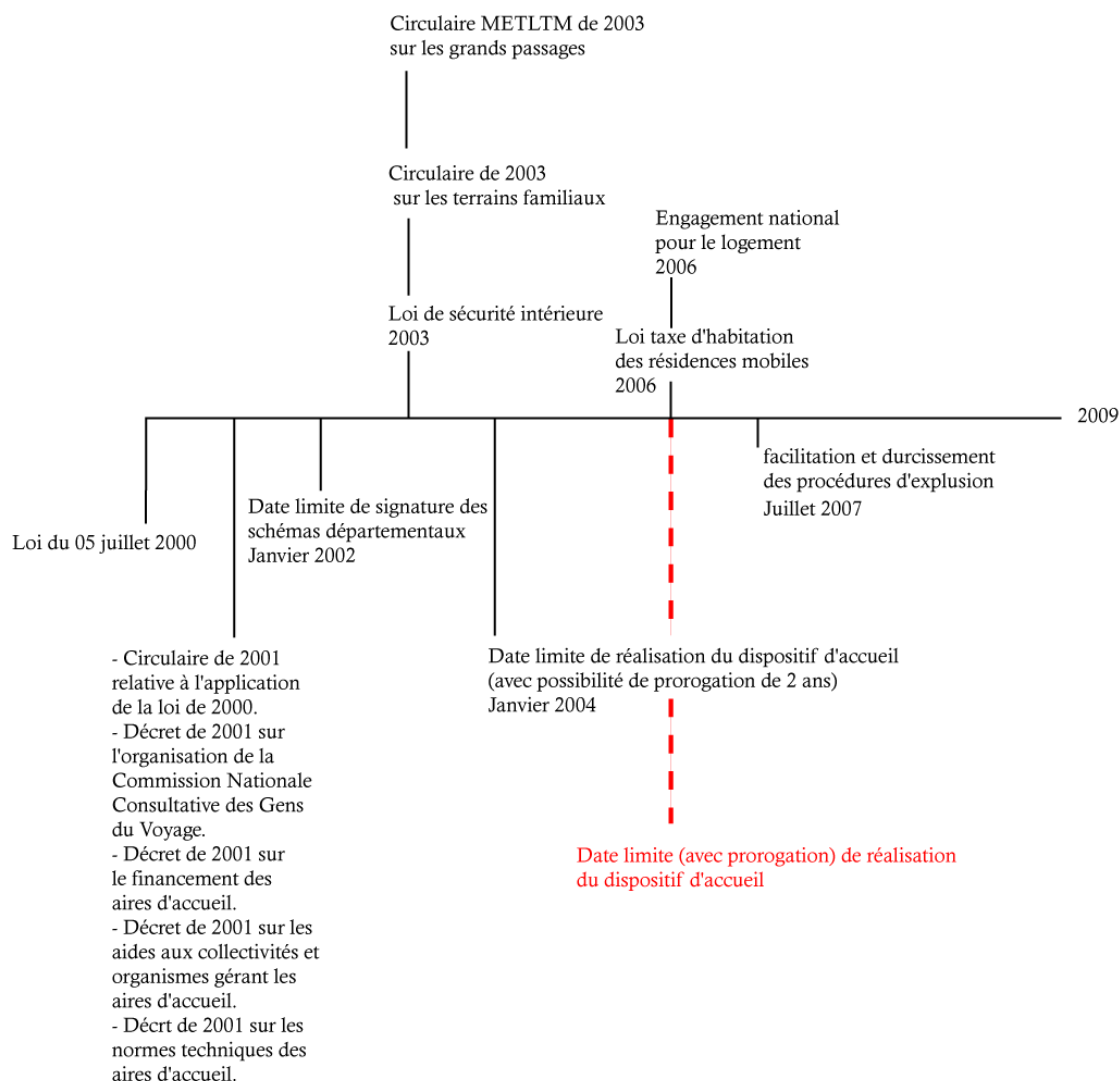 Circulaire METLTM de 2003
sur les grands passages
Circulaire de 2003
sur les terrains familiaux
Engagement national
pour le logement
2006
Loi de sécurité intérieure
2003
Loi taxe d'habitation
des résidences mobiles
2006
2009
facilitation et durcissement
des procédures d'explusion
Juillet 2007
Date limite de signature des
schémas départementaux
Janvier 2002
Loi du 05 juillet 2000
- Circulaire de 2001
relative à l'application
de la loi de 2000.
- Décret de 2001 sur
l'organisation de la
Commission Nationale
Consultative des Gens
du Voyage.
- Décret de 2001 sur
le financement des
aires d'accueil.
- Décret de 2001 sur les
aides aux collectivités et
organismes gérant les
aires d'accueil.
- Décrt de 2001 sur les
normes techniques des
aires d'accueil.
Date limite de réalisation du dispositif d'accueil
(avec possibilité de prorogation de 2 ans)
Janvier 2004
Date limite (avec prorogation) de réalisation
du dispositif d'accueil